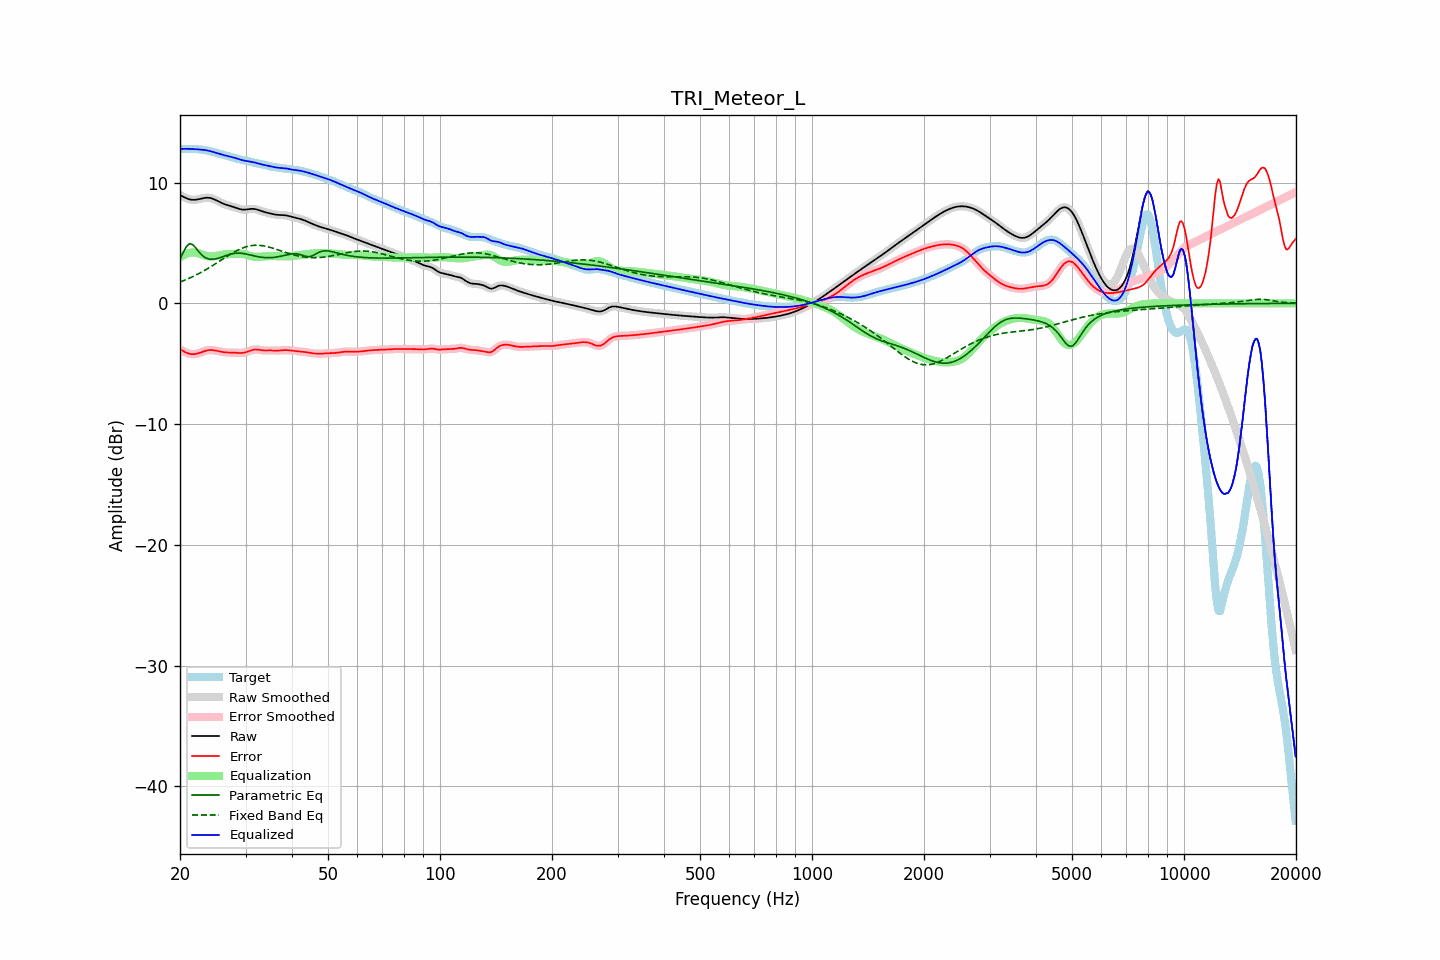 TRI_Meteor_L
Amplitude (dBr)
10
0
−10
−20
−30
−40
Target
Raw Smoothed
Error Smoothed
Raw
Error
Equalization
Parametric Eq
Fixed Band Eq
Equalized
20 50 100 200 500 1000 2000 5000 10000 20000
Frequency (Hz)